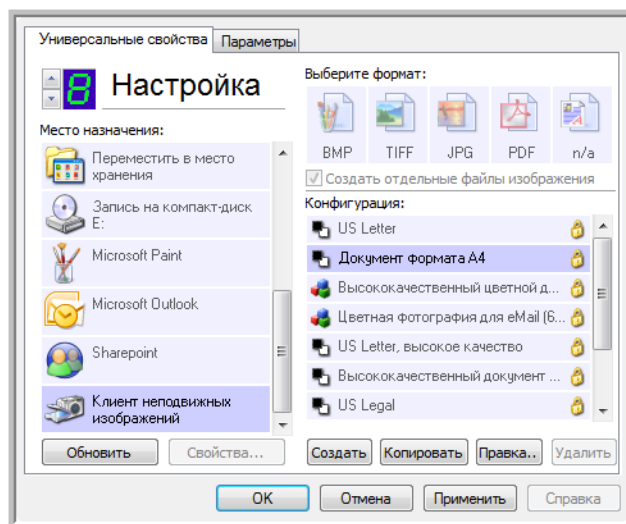 Универсальные свойства Параметры
8 Настройка
Место назначения:
Переместить в место
хранения
Запись на компакт-диск
E:
Microsoft Paint
Microsoft Outlook
Sharepoint
Клиент неподвижных
изображений
Обновить Свойства...
Выберите формат:
BMP TIFF JPG PDF n/a
Создать отдельные файлы изображения
Конфигурация:
US Letter
Документ формата A4
Высококачественный цветной д...
Цветная фотография для eMail (6...
US Letter, высокое качество
Высококачественный документ ...
US Legal
Создать Копировать Правка.. Удалить
OK Отмена Применить Справка